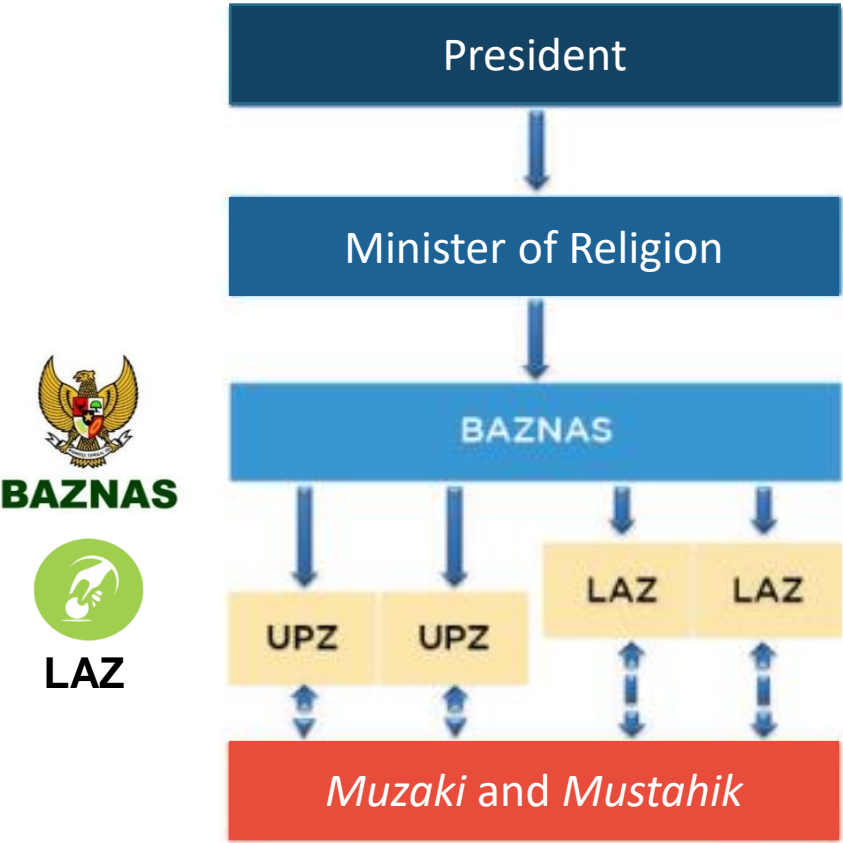 President
Minister of Religion
BAZNAS
BAZNAS
LAZ
LAZ
LAZ
UPZ
UPZ
Muzaki and Mustahik